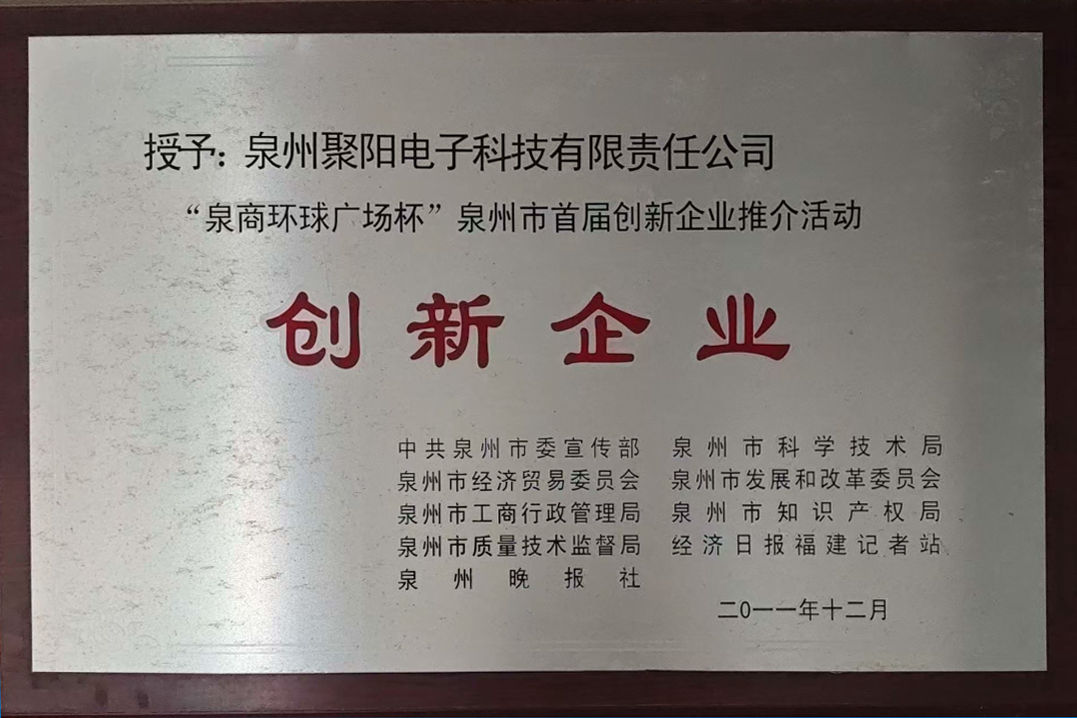 授予：泉州聚阳电子科技有限责任公司
“泉商环球广场杯”泉州市首届创新企业推介活动
创新企业
中共泉州市委宣传部 泉州市科学技术局
泉州市经济贸易委员会 泉州市发展和改革委员会
泉州市工商行政管理局 泉州市知识产权局
泉州市质量技术监督局 经济日报福建记者站
泉州晚报社
二0一一年十二月